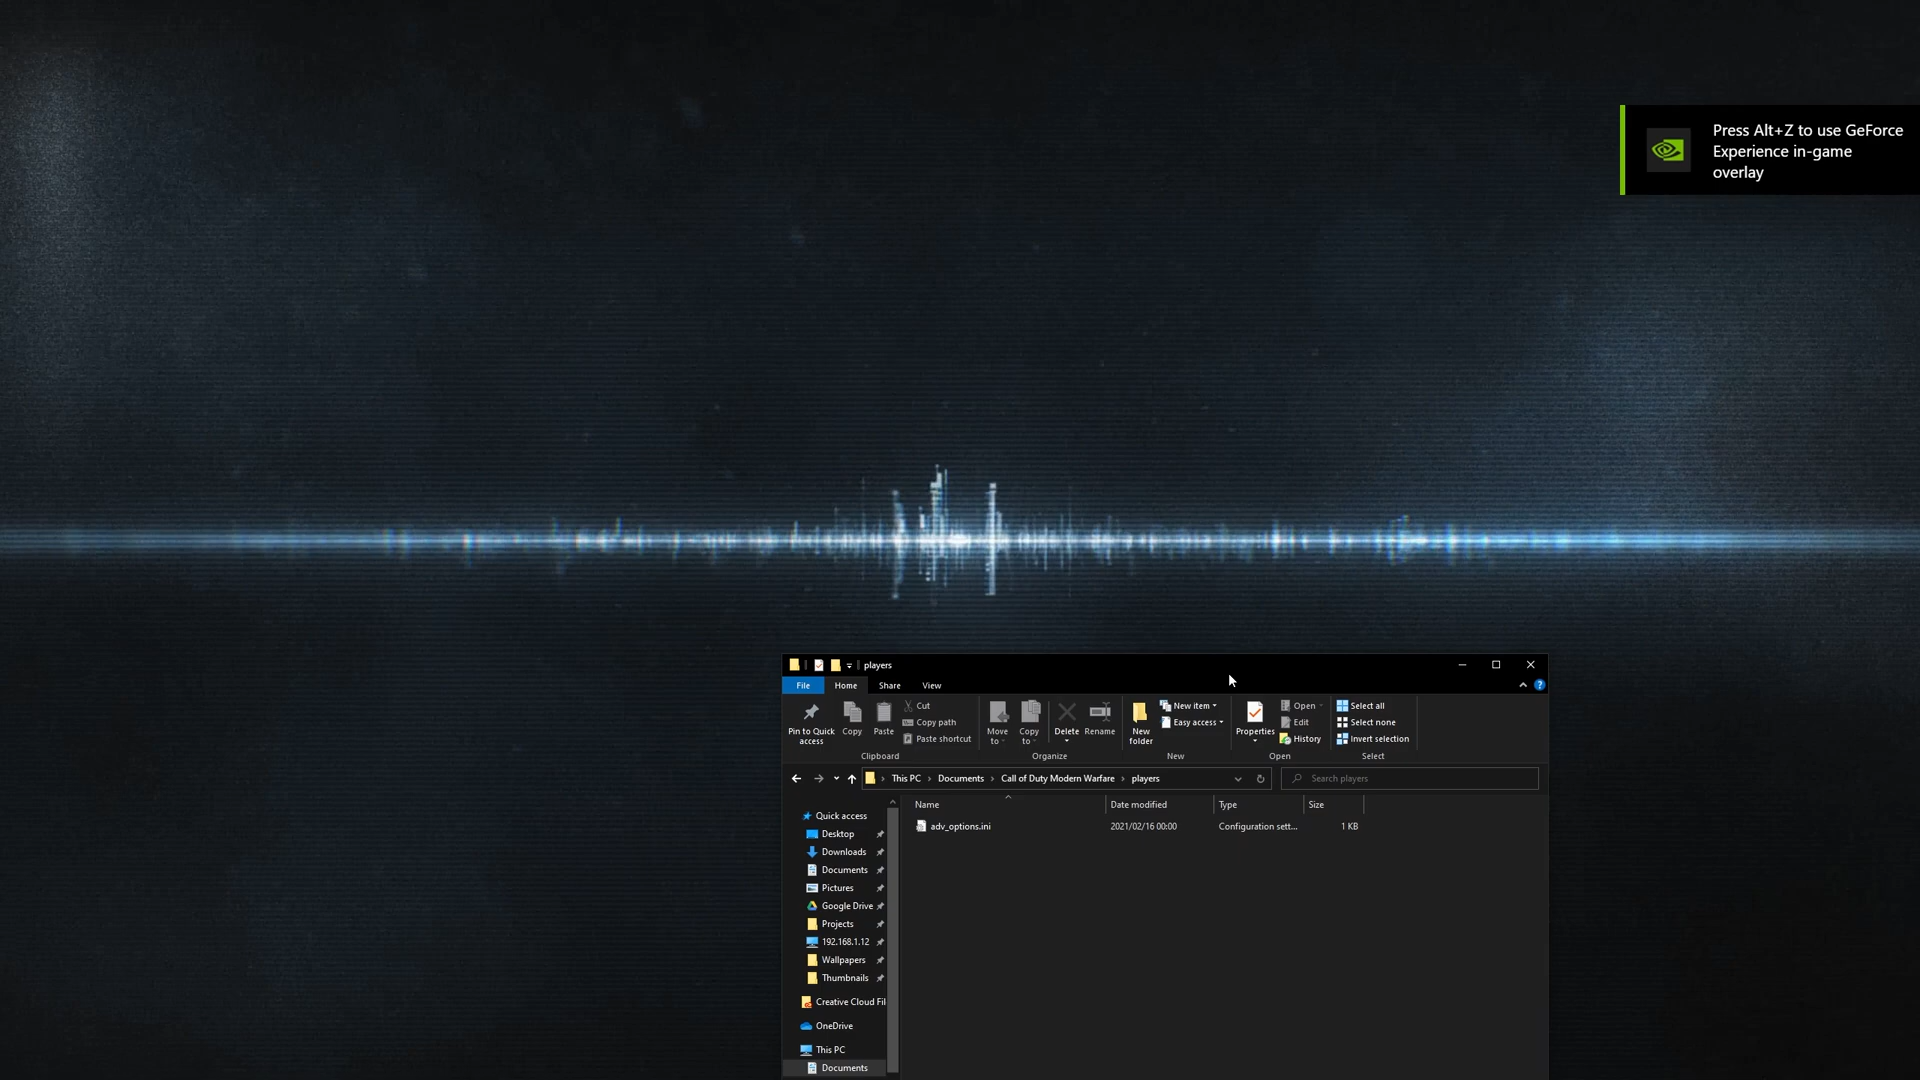 Press Alt+Z to use GeForce
Experience in-game
overlay
players
File
Home
Share
View
Pin to Quick
access
Copy
Paste
Cut
Copy path
Paste shortcut
Clipboard
Move
to
Copy
to
Delete
Rename
Organize
New
folder
New item
Easy access
New
Properties
Open
Edit
History
Open
Select all
Select none
Invert selection
Select
This PC
Documents
Call of Duty Modern Warfare
players
Search players
Name
Date modified
Type
Size
adv_options.ini
2021/02/16 00:00
Configuration sett...
1 KB
Quick access
Desktop
Downloads
Documents
Pictures
Google Drive
Projects
192.168.1.12
Wallpapers
Thumbnails
Creative Cloud Fil
OneDrive
This PC
Documents